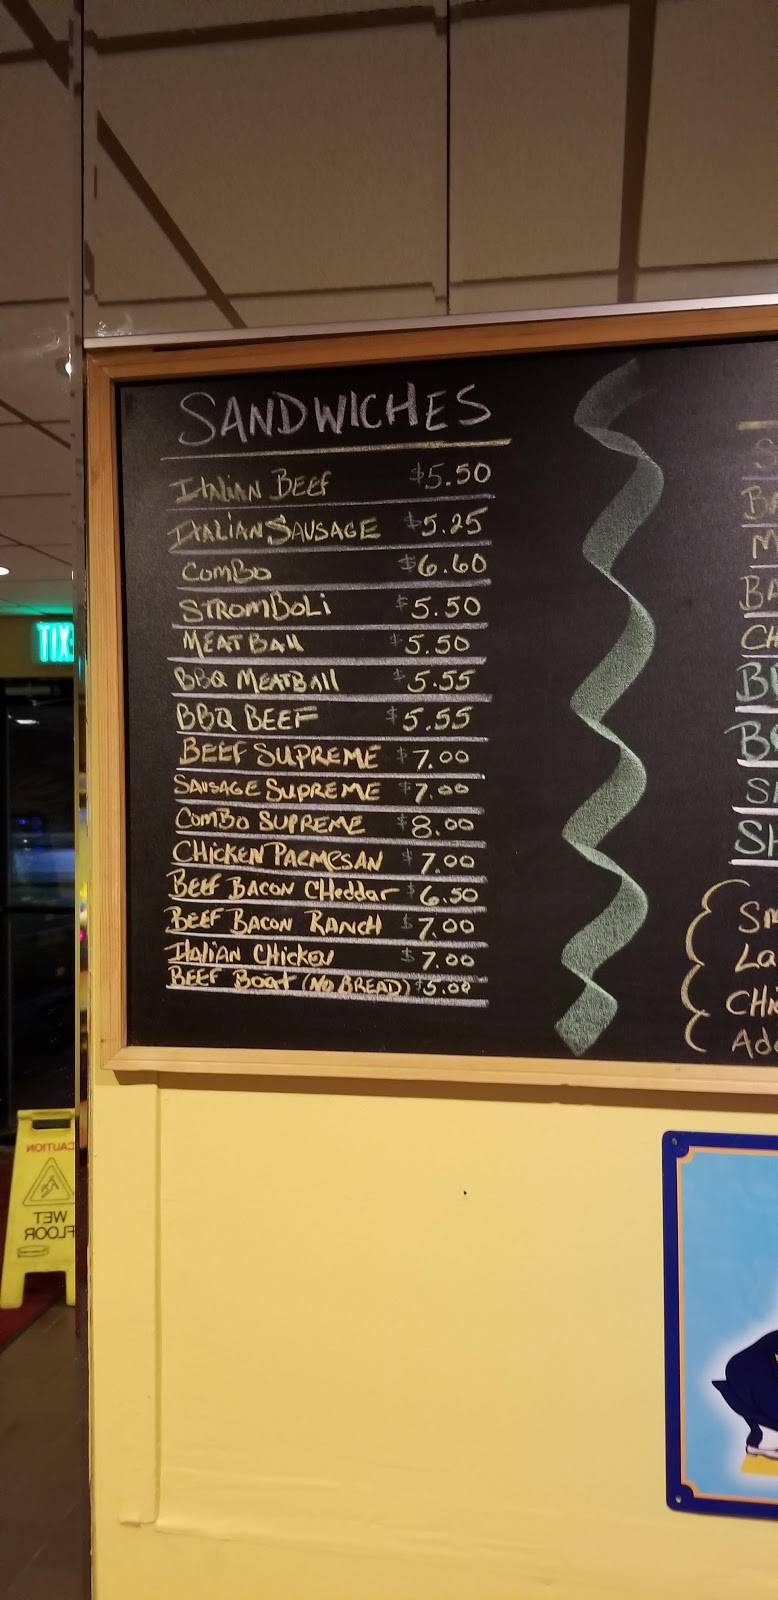 SANDWICHES
ITALIAN BEEF $5.50
ITALIAN SAUSAGE $5.25
COMBO $6.60
STROMBOLI $5.50
MEAT BALL $5.50
BBQ MEATBALL $5.55
BBQ BEEF $5.55
BEEF SUPREME $7.00
SAUSAGE SUPREME $7.00
COMBO SUPREME $8.00
CHICKEN PARMESAN $7.00
BEEF BACON CHeddar $6.50
BEEF BACON RANCH $7.00
ITALIAN CHICKEN $7.00
BEEF BOAT (NO BREAD) $5.00
CAUTION
WET
FLOOR